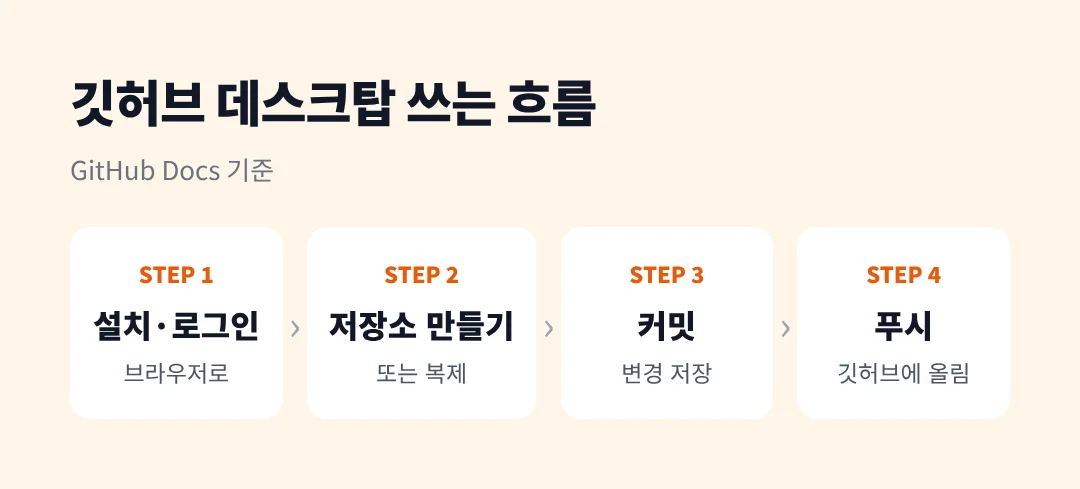 깃허브 데스크탑 쓰는 흐름
GitHub Docs 기준
STEP 1
설치·로그인
브라우저로
›
STEP 2
저장소 만들기
또는 복제
›
STEP 3
커밋
변경 저장
›
STEP 4
푸시
깃허브에 올림